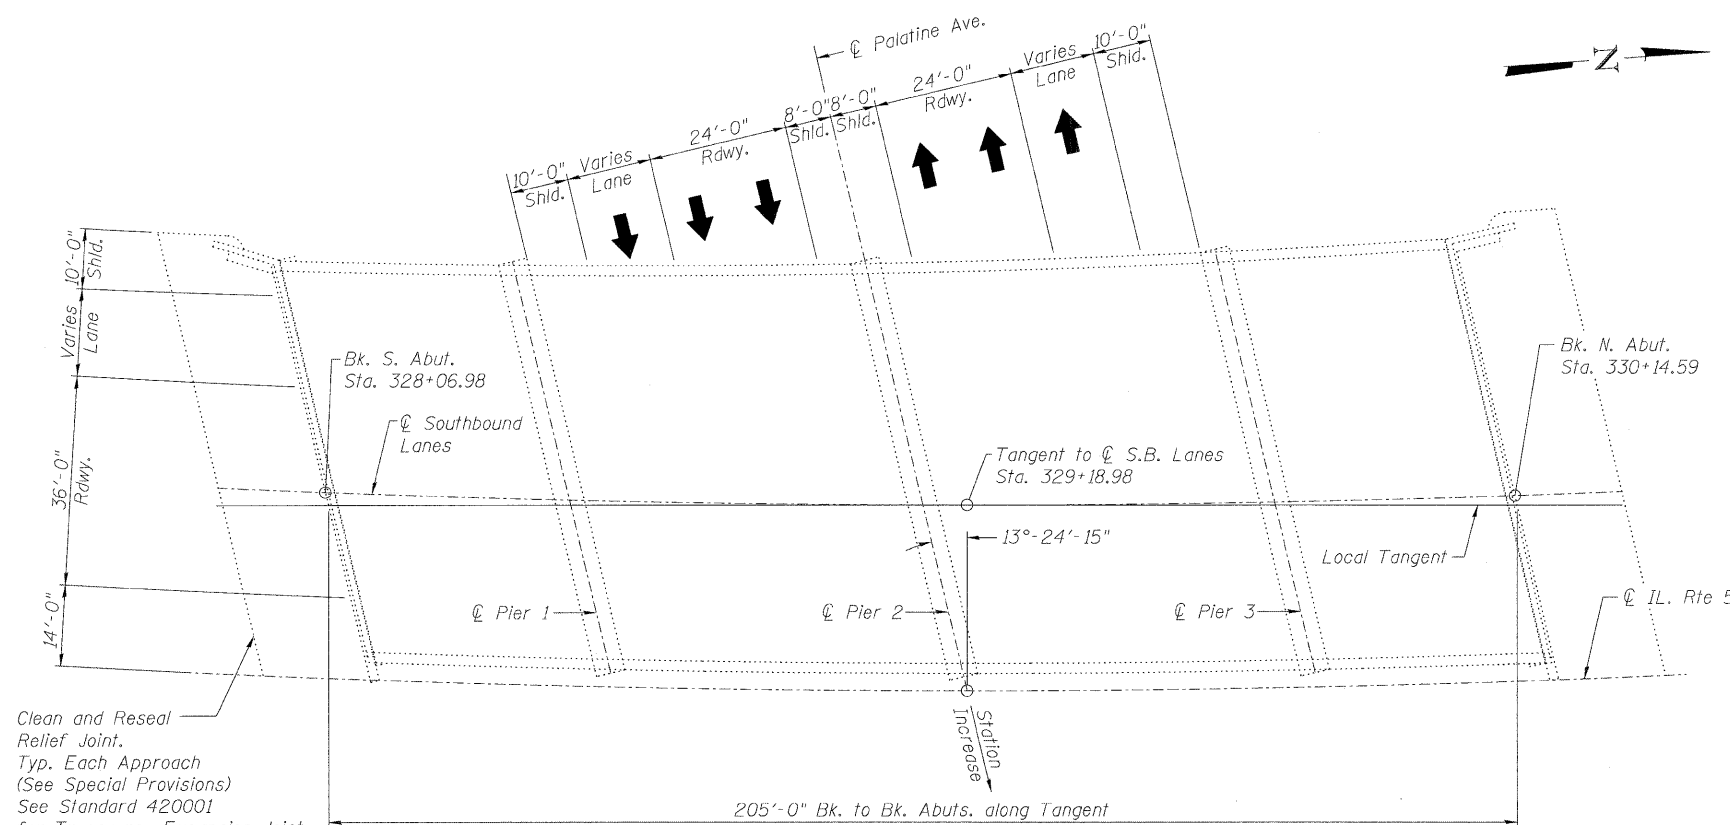 ℄ Palatine Ave.
10'-0"
Shld.
Varies
Lane
24'-0"
Rdwy.
8'-0"
Shld.
8'-0"
Shld.
24'-0"
Rdwy.
Varies
Lane
10'-0"
Shld.
N
10'-0"
Shld.
Varies
Lane
36'-0"
Rdwy.
14'-0"
Bk. S. Abut.
Sta. 328+06.98
℄ Southbound
Lanes
Tangent to ℄ S.B. Lanes
Sta. 329+18.98
13°-24'-15"
Bk. N. Abut.
Sta. 330+14.59
Local Tangent
℄ IL. Rte 5
℄ Pier 1
℄ Pier 2
℄ Pier 3
Station
Increase
Clean and Reseal
Relief Joint.
Typ. Each Approach
(See Special Provisions)
See Standard 420001
205'-0" Bk. to Bk. Abuts. along Tangent